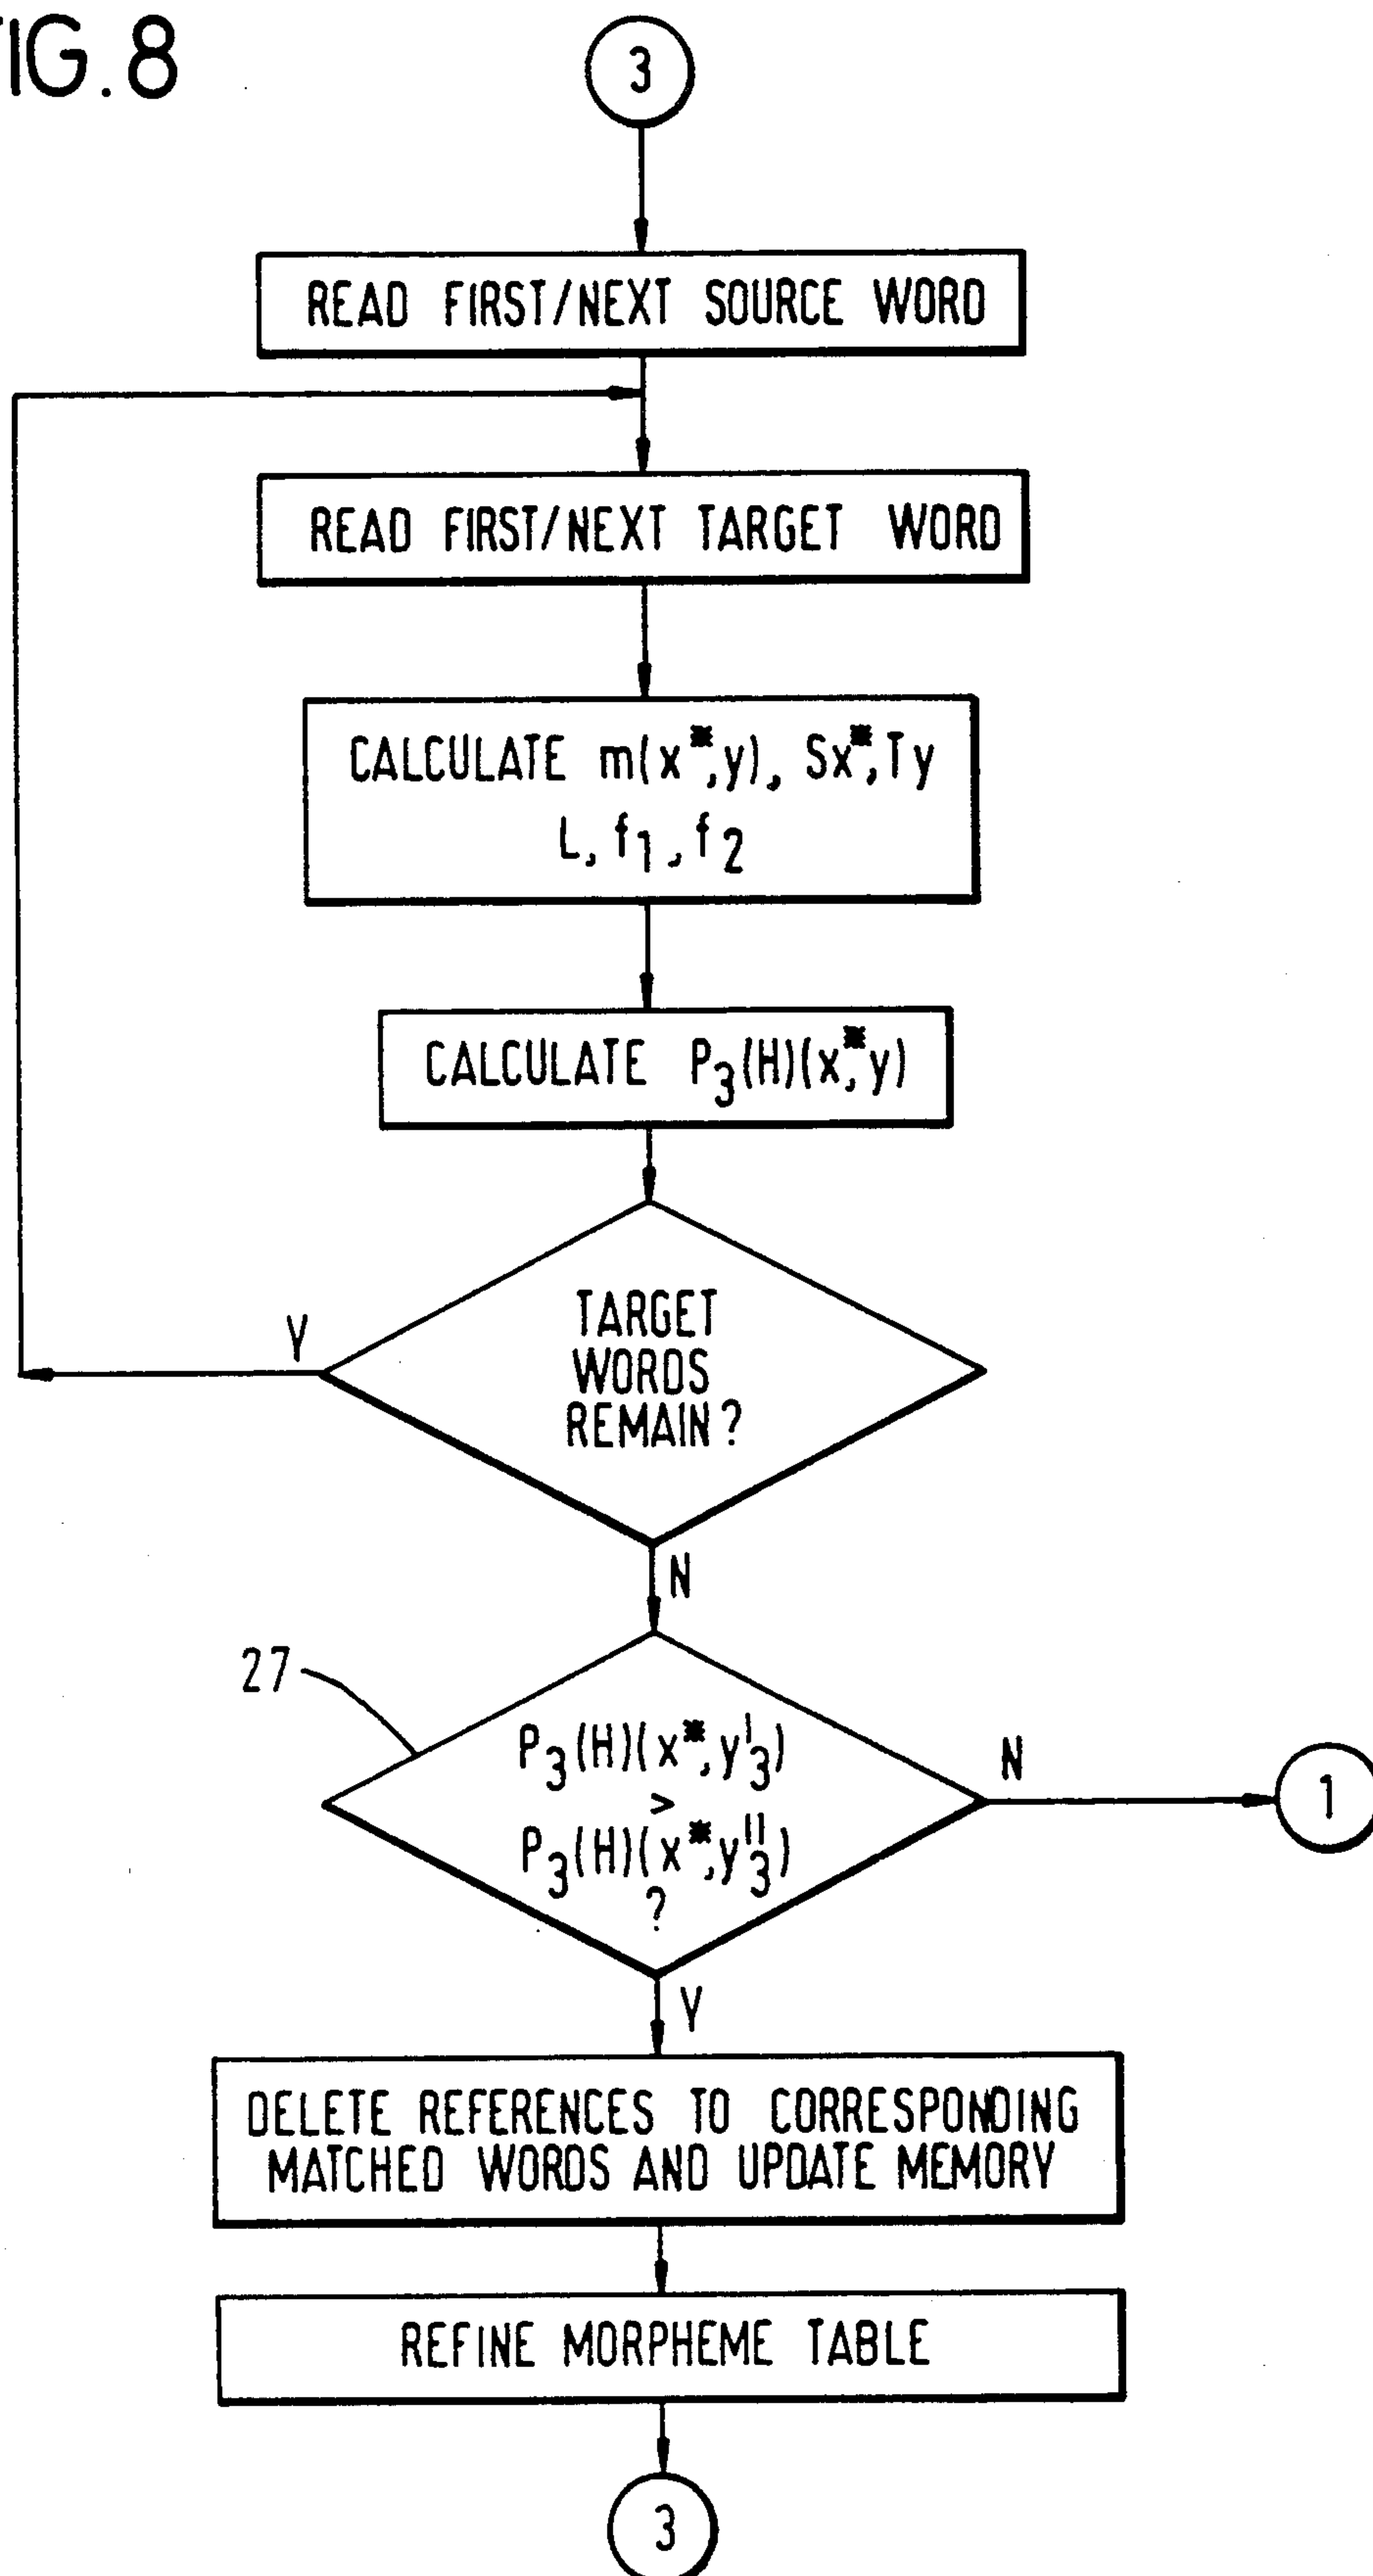 FIG. 8
3
READ FIRST/NEXT SOURCE WORD
READ FIRST/NEXT TARGET WORD
CALCULATE m(x*,y), Sx*,Ty
L, f1, f2
CALCULATE P3(H)(x*,y)
TARGET
WORDS
REMAIN?
Y
N
27
P3(H)(x*,y'3)
>
P3(H)(x*,y''3)
?
N
1
Y
DELETE REFERENCES TO CORRESPONDING
MATCHED WORDS AND UPDATE MEMORY
REFINE MORPHEME TABLE
3